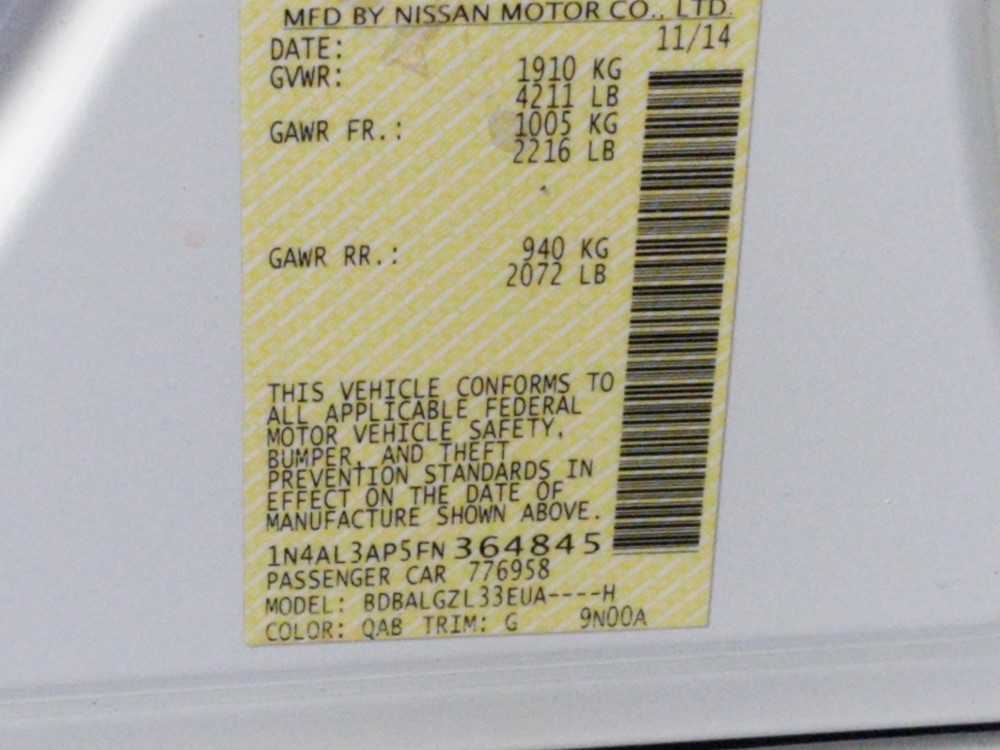 MFD BY NISSAN MOTOR CO., LTD.
DATE: 11/14
GVWR: 1910 KG
4211 LB
GAWR FR.: 1005 KG
2216 LB
GAWR RR.: 940 KG
2072 LB
THIS VEHICLE CONFORMS TO
ALL APPLICABLE FEDERAL
MOTOR VEHICLE SAFETY,
BUMPER, AND THEFT
PREVENTION STANDARDS IN
EFFECT ON THE DATE OF
MANUFACTURE SHOWN ABOVE.
1N4AL3AP5FN364845
PASSENGER CAR 776958
MODEL: BDBALGZL33EUA----H
COLOR: QAB TRIM: G 9N00A